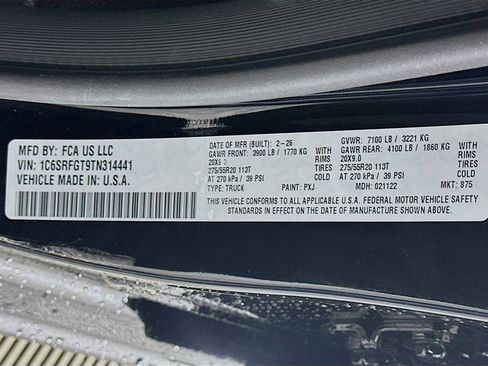 MFD BY: FCA US LLC
VIN: 1C6SRFGT9TN314441
VEHICLE MADE IN: U.S.A.
DATE OF MFR (BUILT): 2-26 GVWR: 7100 LB / 3221 KG
GAWR FRONT: 3900 LB / 1770 KG WITH GAWR REAR: 4100 LB / 1860 KG WITH
20X9.0 RIMS 20X9.0 RIMS
275/55R20 113T TIRES 275/55R20 113T TIRES
AT 270 kPa / 39 PSI COLD AT 270 kPa / 39 PSI COLD
TYPE: TRUCK PAINT: PXJ MDH: 021122 MKT: 875
THIS VEHICLE CONFORMS TO ALL APPLICABLE U.S.A. FEDERAL MOTOR VEHICLE SAFETY
STANDARDS IN EFFECT ON THE DATE OF MANUFACTURE SHOWN ABOVE.